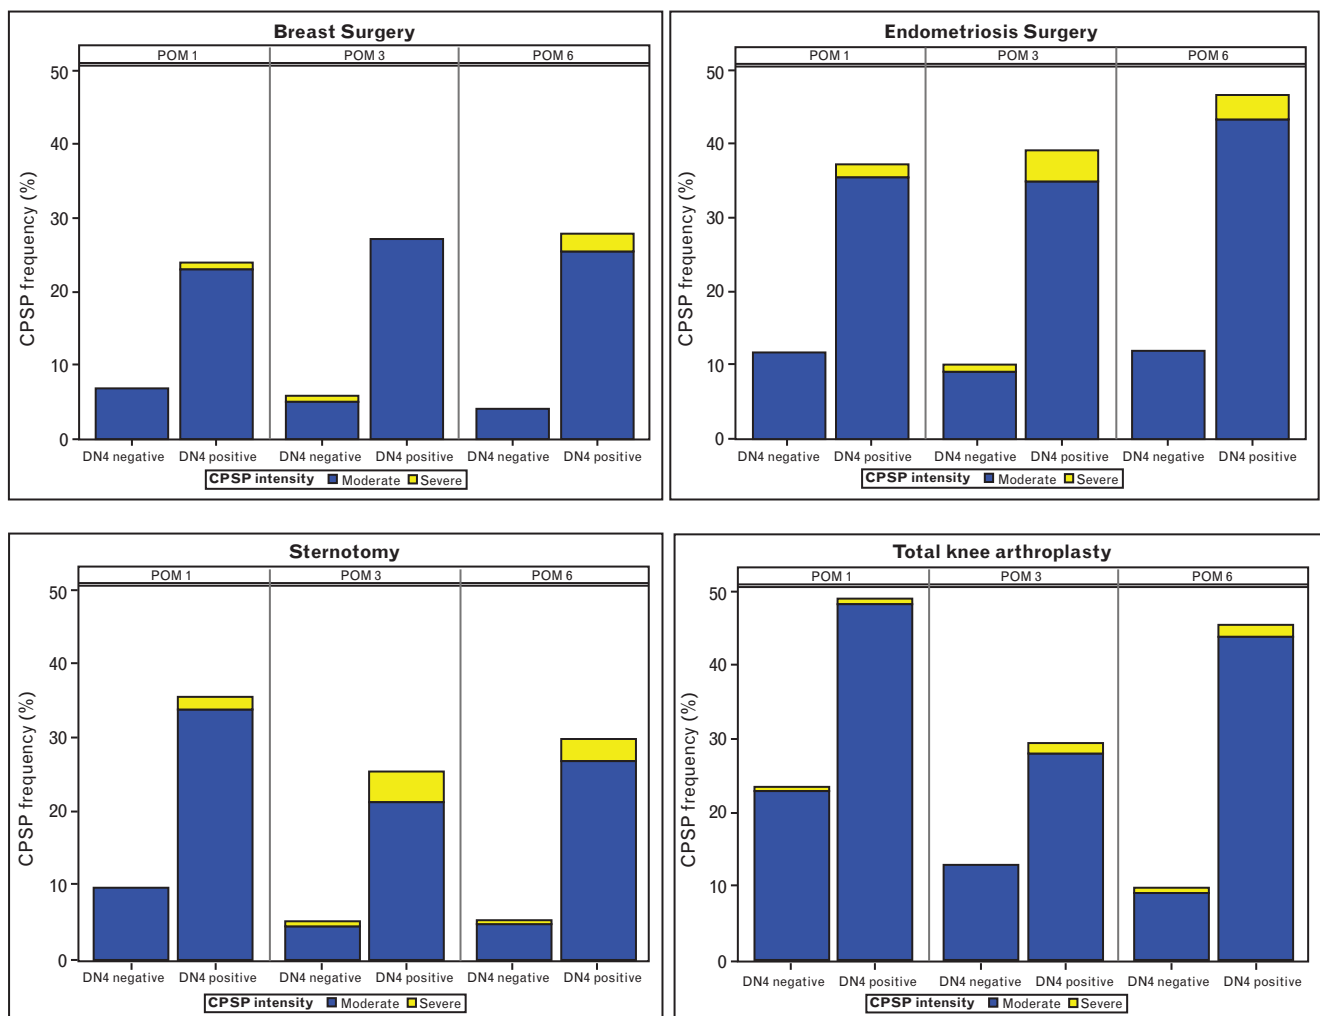 Breast Surgery
POM 1 POM 3 POM 6
CPSP frequency (%)
50
40
30
20
10
0
DN4 negative DN4 positive DN4 negative DN4 positive DN4 negative DN4 positive
CPSP intensity Moderate Severe
Endometriosis Surgery
POM 1 POM 3 POM 6
CPSP frequency (%)
50
40
30
20
10
0
DN4 negative DN4 positive DN4 negative DN4 positive DN4 negative DN4 positive
CPSP intensity Moderate Severe
Sternotomy
POM 1 POM 3 POM 6
CPSP frequency (%)
50
40
30
20
10
0
DN4 negative DN4 positive DN4 negative DN4 positive DN4 negative DN4 positive
CPSP intensity Moderate Severe
Total knee arthroplasty
POM 1 POM 3 POM 6
CPSP frequency (%)
50
40
30
20
10
0
DN4 negative DN4 positive DN4 negative DN4 positive DN4 negative DN4 positive
CPSP intensity Moderate Severe